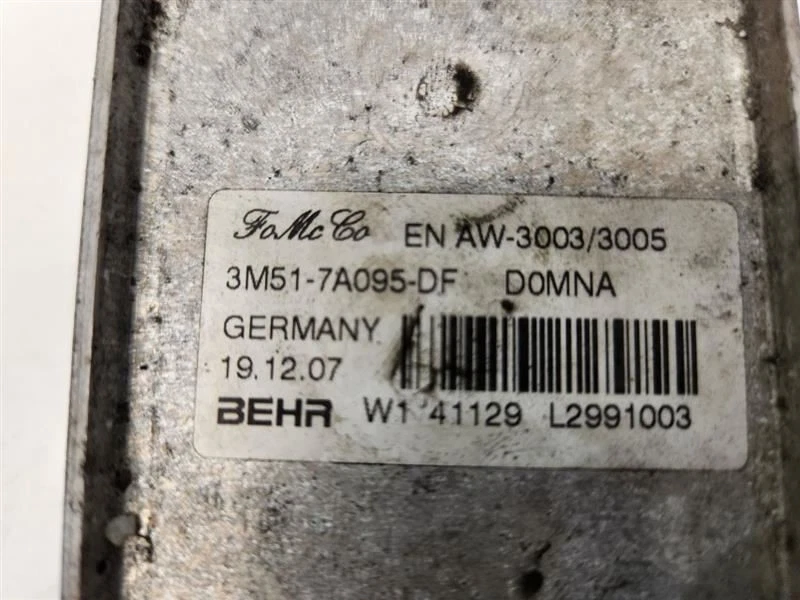 FoMoCo EN AW-3003/3005
3M51-7A095-DF D0MNA
GERMANY
19.12.07
BEHR W1 41129 L2991003